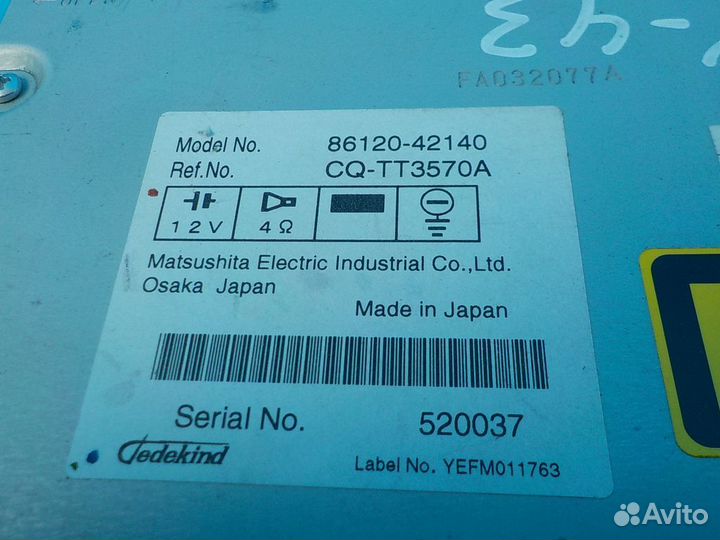 FA032077A
Model No. 86120-42140
Ref.No. CQ-TT3570A
12V 4Ω
Matsushita Electric Industrial Co.,Ltd.
Osaka Japan
Made in Japan
Serial No. 520037
Jedekind
Label No. YEFM011763
Avito